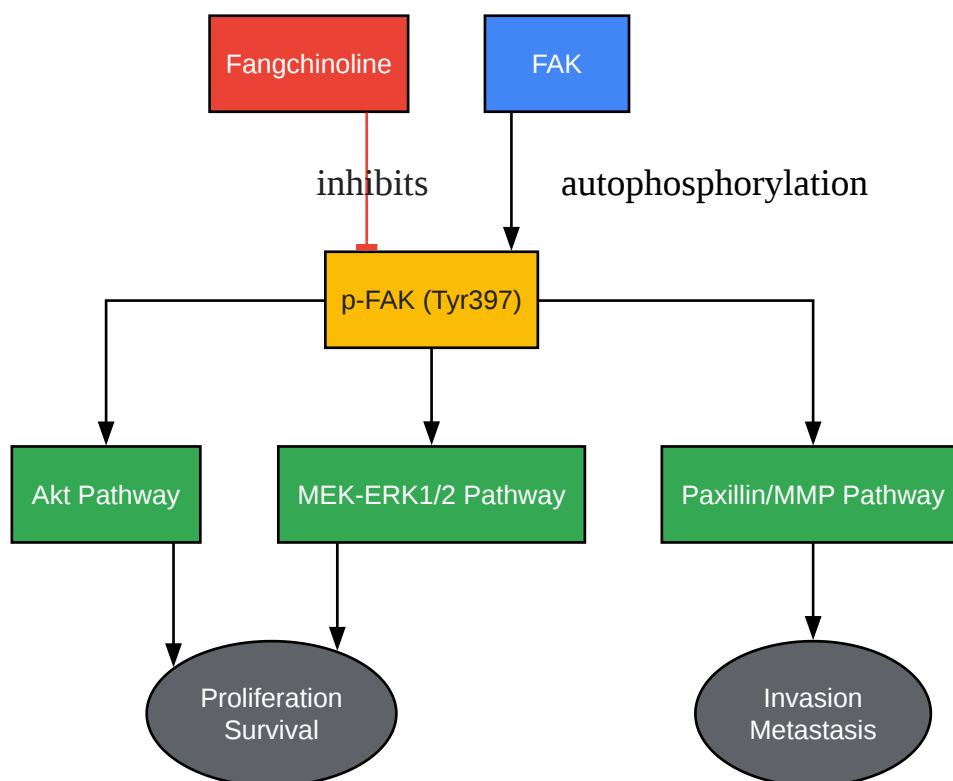 Fangchinoline
FAK
inhibits
autophosphorylation
p-FAK (Tyr397)
Akt Pathway
MEK-ERK1/2 Pathway
Paxillin/MMP Pathway
Proliferation
Survival
Invasion
Metastasis